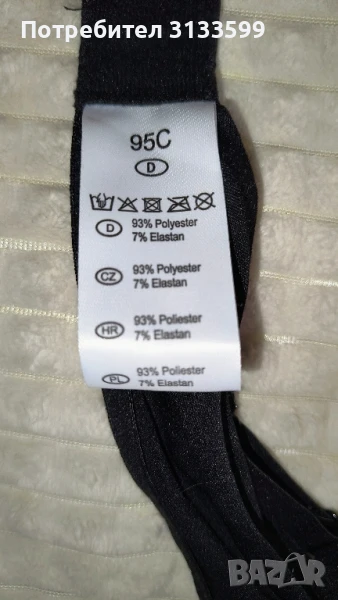 Потребител 3133599
95C
D
D 93% Polyester
7% Elastan
CZ 93% Polyester
7% Elastan
HR 93% Poliester
7% Elastan
PL 93% Poliester
7% Elastan
BAZAR